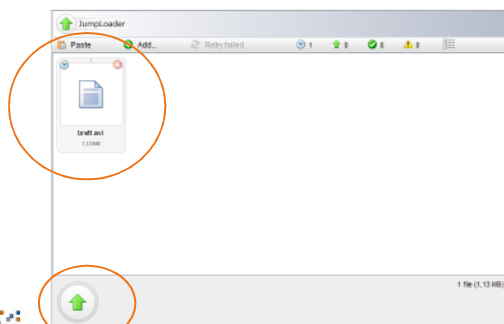 JumpLoader
Paste Add... Retry failed 1 0 0 0
brett.avi
1.13 MB
1 file (1,13 MB)